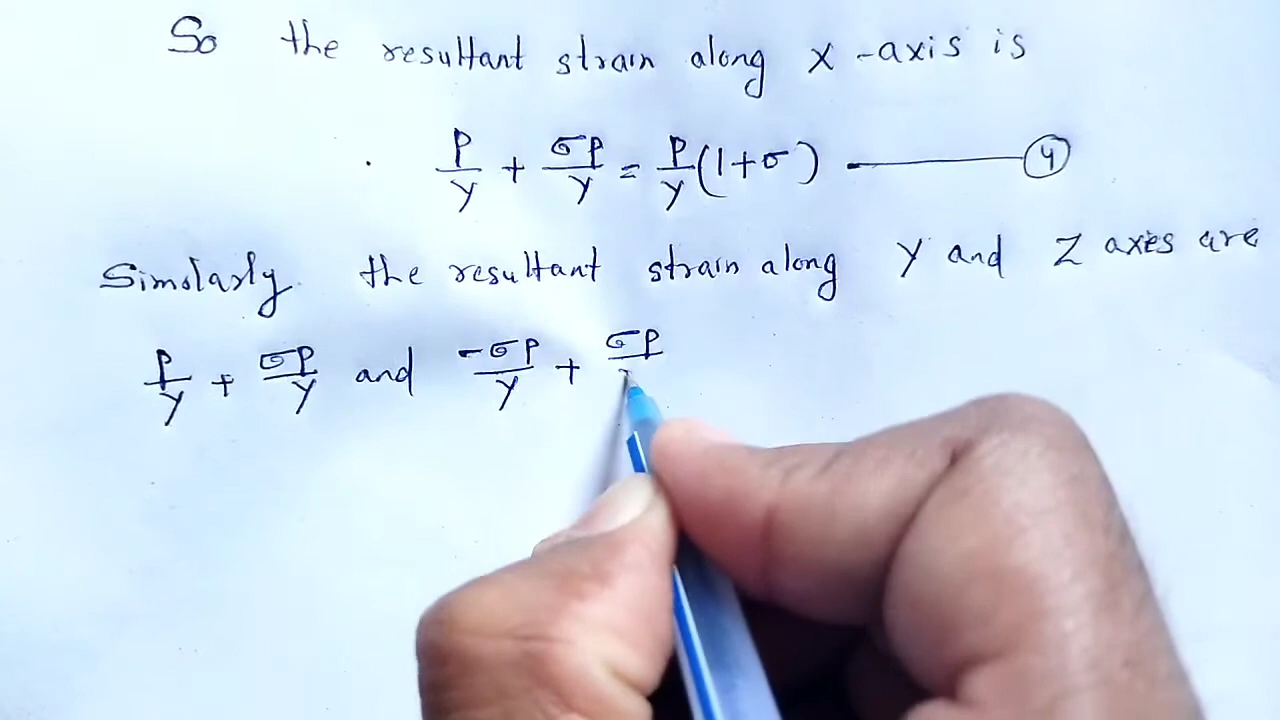 So the resultant strain along X-axis is
P/Y + σP/Y = P/Y(1+σ) — 4
Simolarly the resultant strain along Y and Z axes are
P/Y + σP/Y and -σP/Y + σP/